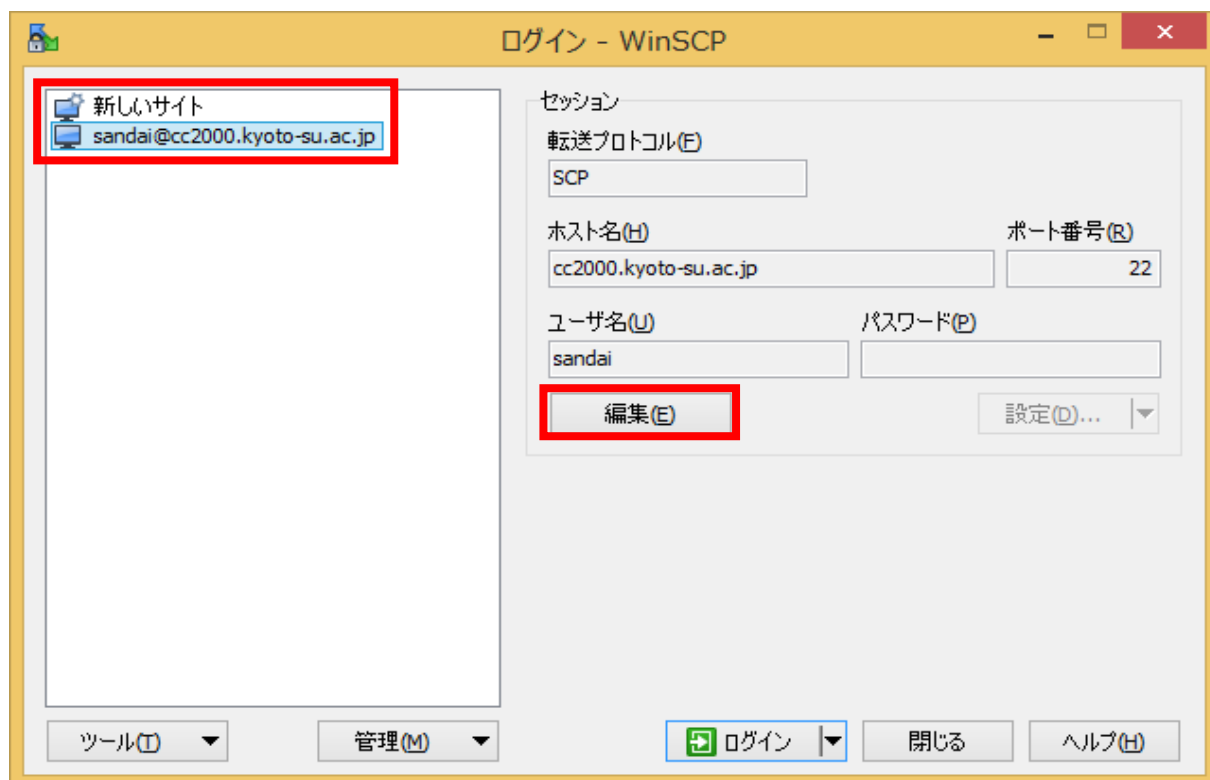 ログイン - WinSCP
新しいサイト
sandai@cc2000.kyoto-su.ac.jp
セッション
転送プロトコル(F)
SCP
ホスト名(H) ポート番号(R)
cc2000.kyoto-su.ac.jp 22
ユーザ名(U) パスワード(P)
sandai
編集(E) 設定(D)...
ツール(T) 管理(M) ログイン 閉じる ヘルプ(H)